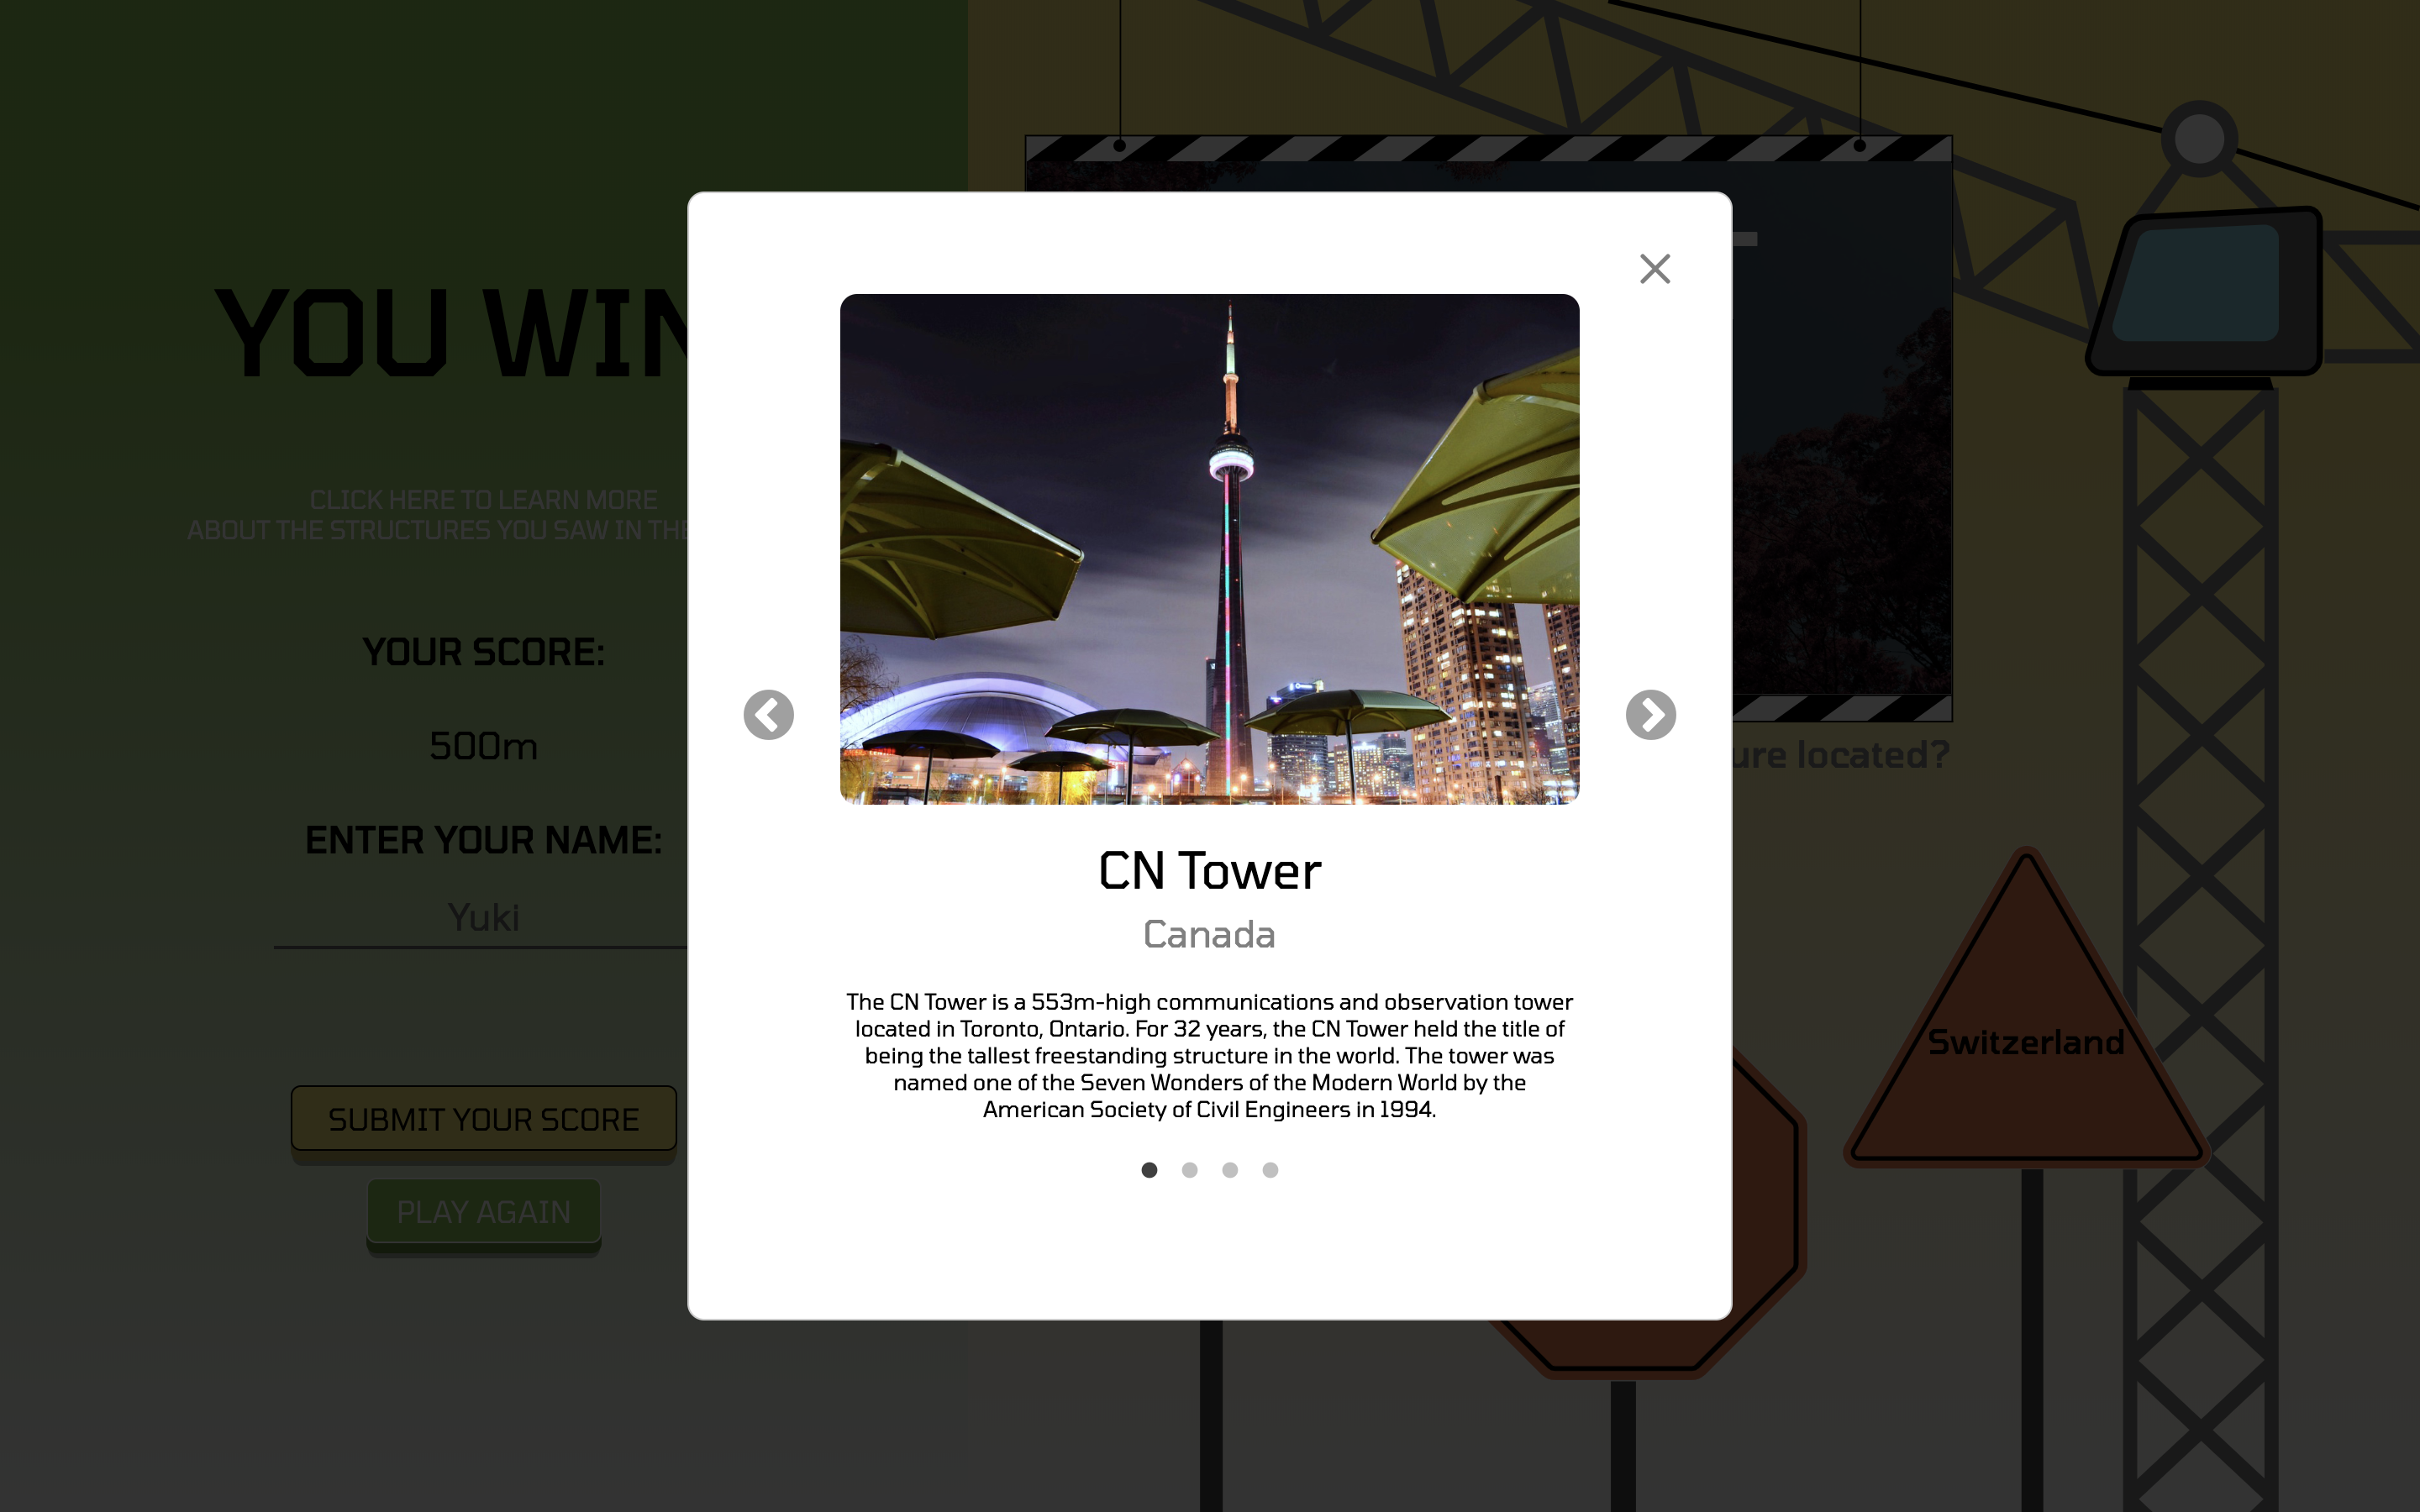 YOU WIN
CLICK HERE TO LEARN MORE
ABOUT THE STRUCTURES YOU SAW IN THE
YOUR SCORE:
500m
ENTER YOUR NAME:
Yuki
SUBMIT YOUR SCORE
PLAY AGAIN
CN Tower
Canada
The CN Tower is a 553m-high communications and observation tower
located in Toronto, Ontario. For 32 years, the CN Tower held the title of
being the tallest freestanding structure in the world. The tower was
named one of the Seven Wonders of the Modern World by the
American Society of Civil Engineers in 1994.
located?
Switzerland